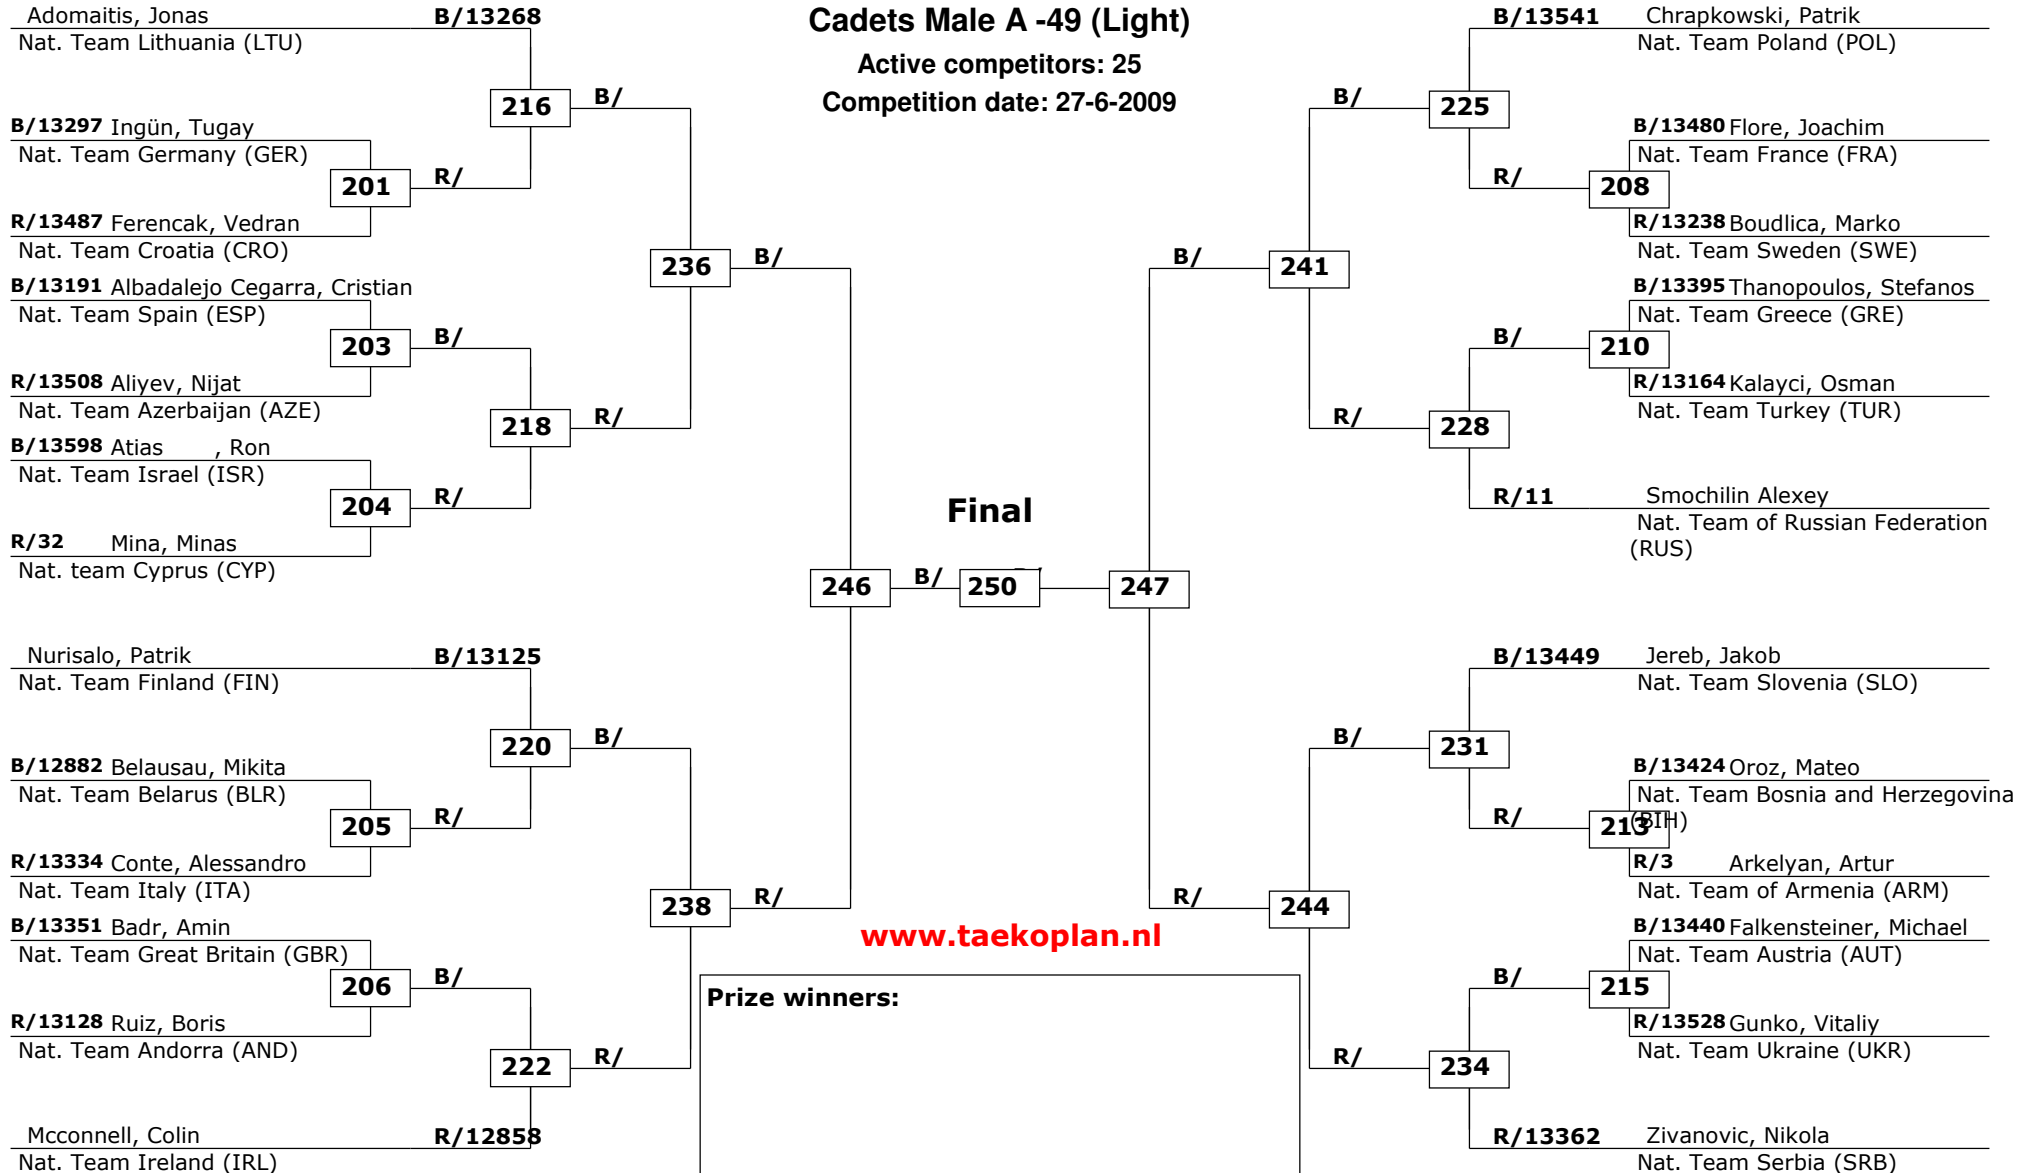 Cadets Male A -49 (Light)
Active competitors: 25
Competition date: 27-6-2009
Adomaitis, Jonas B/13268
Nat. Team Lithuania (LTU)
216 B/
B/13297 Ingün, Tugay
Nat. Team Germany (GER)
201 R/
R/13487 Ferencak, Vedran
Nat. Team Croatia (CRO)
236 B/
B/13191 Albadalejo Cegarra, Cristian
Nat. Team Spain (ESP)
203 B/
R/13508 Aliyev, Nijat
Nat. Team Azerbaijan (AZE)
218 R/
B/13598 Atias , Ron
Nat. Team Israel (ISR)
204 R/
R/32 Mina, Minas
Nat. team Cyprus (CYP)
Nurisalo, Patrik B/13125
Nat. Team Finland (FIN)
220 B/
B/12882 Belausau, Mikita
Nat. Team Belarus (BLR)
205 R/
R/13334 Conte, Alessandro
Nat. Team Italy (ITA)
238 R/
B/13351 Badr, Amin
Nat. Team Great Britain (GBR)
206 B/
R/13128 Ruiz, Boris
Nat. Team Andorra (AND)
222 R/
Mcconnell, Colin R/12858
Nat. Team Ireland (IRL)
Final
246 B/ 250 247
B/13541 Chrapkowski, Patrik
Nat. Team Poland (POL)
B/ 225
B/13480 Flore, Joachim
Nat. Team France (FRA)
R/ 208
R/13238 Boudlica, Marko
Nat. Team Sweden (SWE)
B/ 241
B/13395 Thanopoulos, Stefanos
Nat. Team Greece (GRE)
B/ 210
R/13164 Kalayci, Osman
Nat. Team Turkey (TUR)
R/ 228
R/11 Smochilin Alexey
Nat. Team of Russian Federation
(RUS)
B/13449 Jereb, Jakob
Nat. Team Slovenia (SLO)
B/ 231
B/13424 Oroz, Mateo
Nat. Team Bosnia and Herzegovina
(BIH)
R/ 213
R/3 Arkelyan, Artur
Nat. Team of Armenia (ARM)
R/ 244
B/13440 Falkensteiner, Michael
Nat. Team Austria (AUT)
B/ 215
R/13528 Gunko, Vitaliy
Nat. Team Ukraine (UKR)
R/ 234
R/13362 Zivanovic, Nikola
Nat. Team Serbia (SRB)
www.taekoplan.nl
Prize winners: